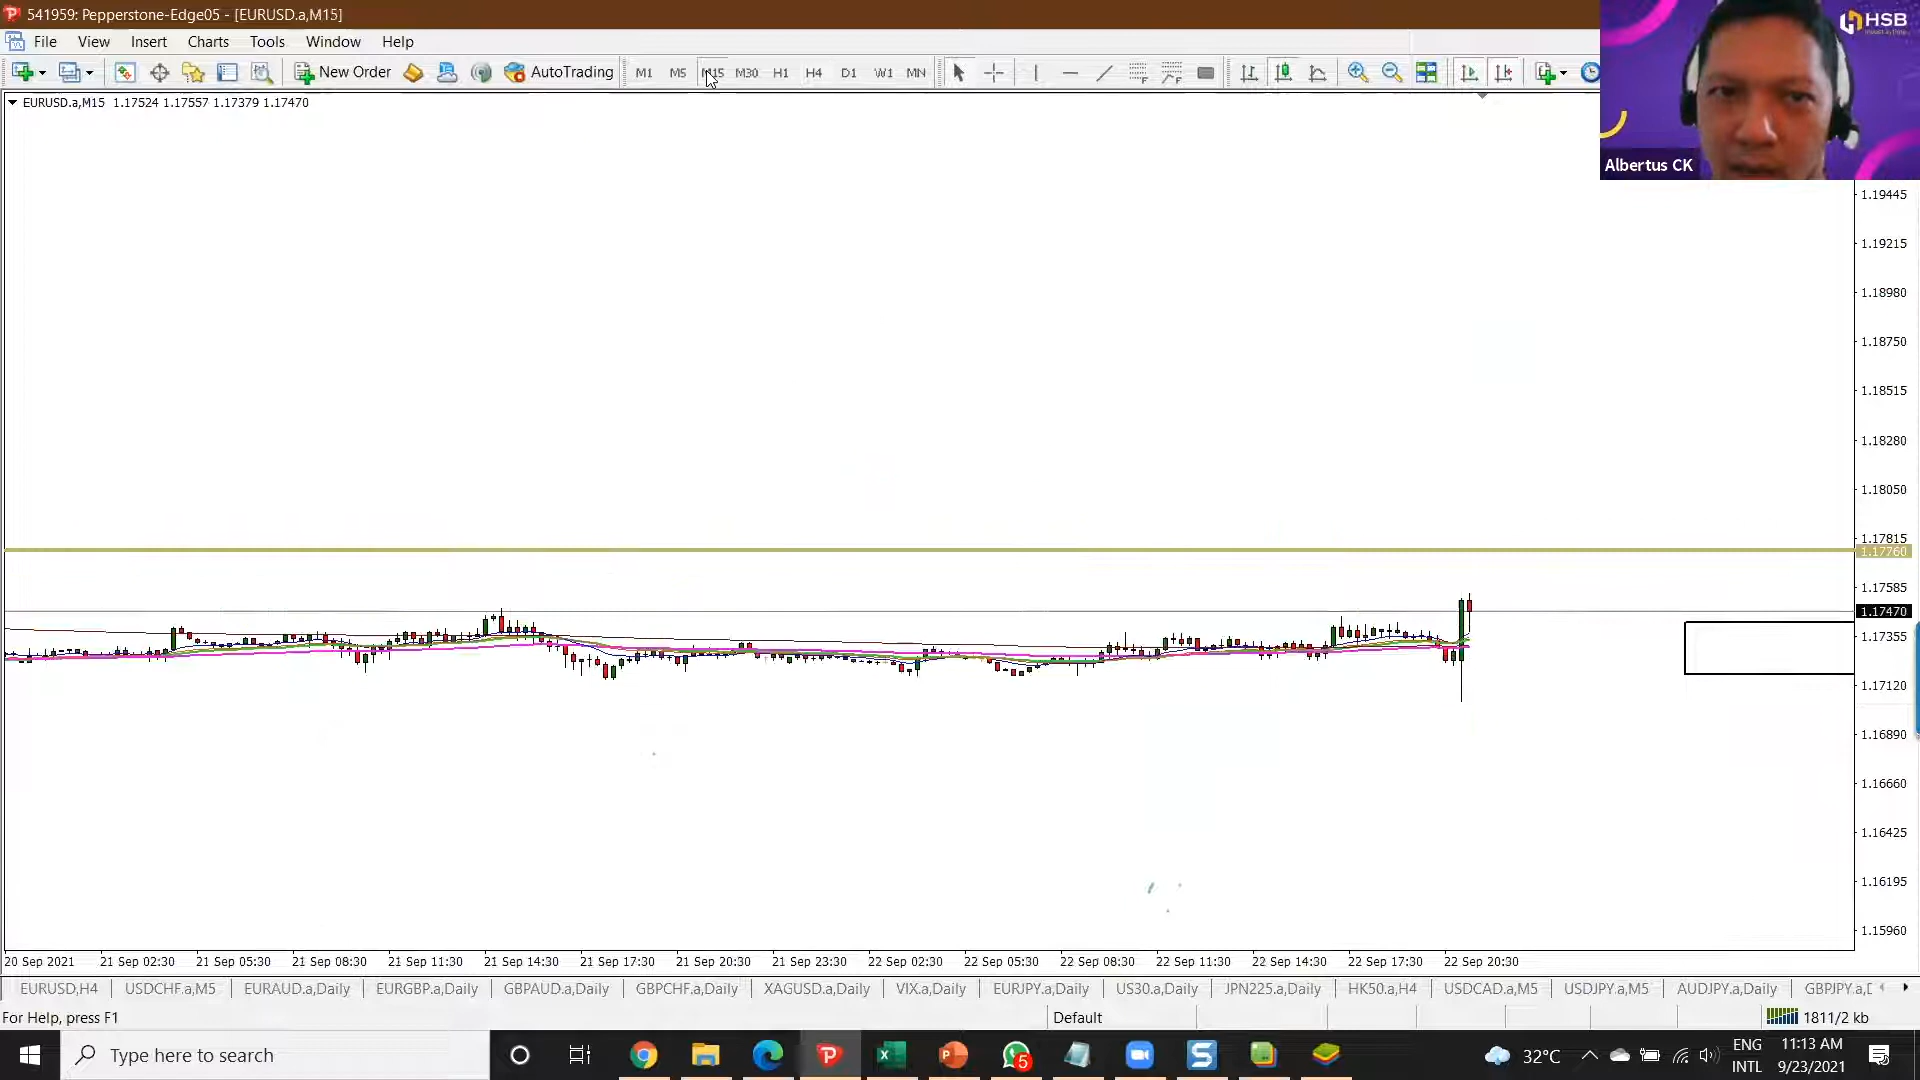 541959: Pepperstone-Edge05 - [EURUSD.a,M15]
HSB
File View Insert Charts Tools Window Help
New Order AutoTrading M1 M5 M15 M30 H1 H4 D1 W1 MN
EURUSD.a,M15 1.17524 1.17557 1.17379 1.17470
Albertus CK
1.19445
1.19215
1.18980
1.18750
1.18515
1.18280
1.18050
1.17815
1.17760
1.17585
1.17470
1.17355
1.17120
1.16890
1.16660
1.16425
1.16195
1.15960
20 Sep 2021 21 Sep 02:30 21 Sep 05:30 21 Sep 08:30 21 Sep 11:30 21 Sep 14:30 21 Sep 17:30 21 Sep 20:30 21 Sep 23:30 22 Sep 02:30 22 Sep 05:30 22 Sep 08:30 22 Sep 11:30 22 Sep 14:30 22 Sep 17:30 22 Sep 20:30
EURUSD,H4 USDCHF.a,M5 EURAUD.a,Daily EURGBP.a,Daily GBPAUD.a,Daily GBPCHF.a,Daily XAGUSD.a,Daily VIX.a,Daily EURJPY.a,Daily US30.a,Daily JPN225.a,Daily HK50.a,H4 USDCAD.a,M5 USDJPY.a,M5 AUDJPY.a,Daily GBPJPY.a,
For Help, press F1 Default 1811/2 kb
Type here to search 5 32°C ENG 11:13 AM
INTL 9/23/2021